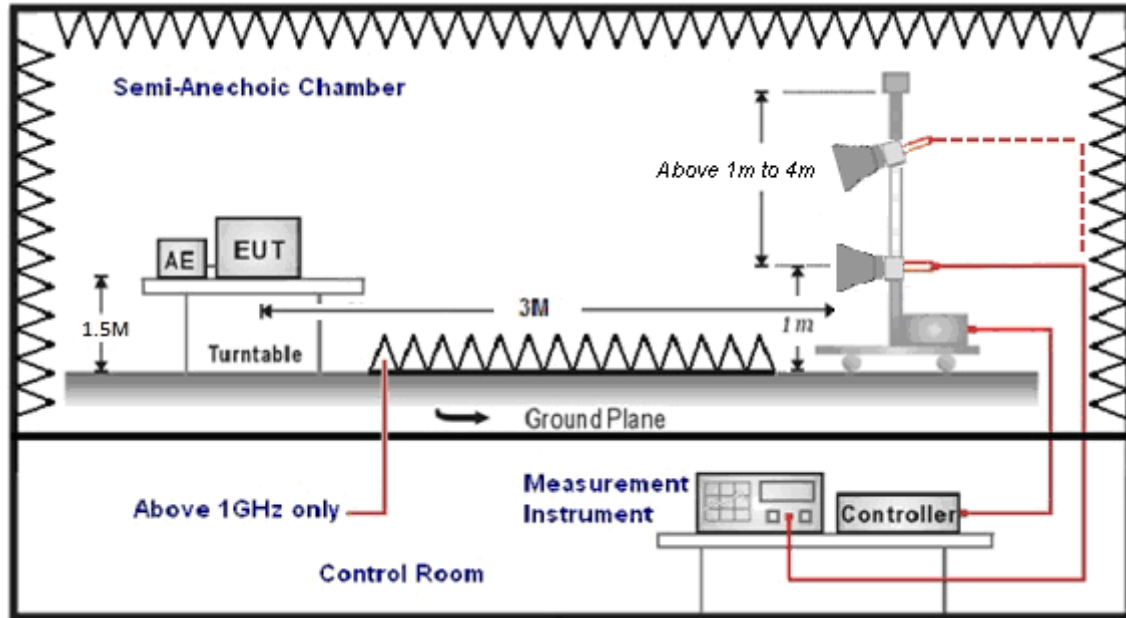 Semi-Anechoic Chamber
Above 1m to 4m
AE
EUT
1.5M
3M
1m
Turntable
Ground Plane
Above 1GHz only
Measurement
Instrument
Controller
Control Room